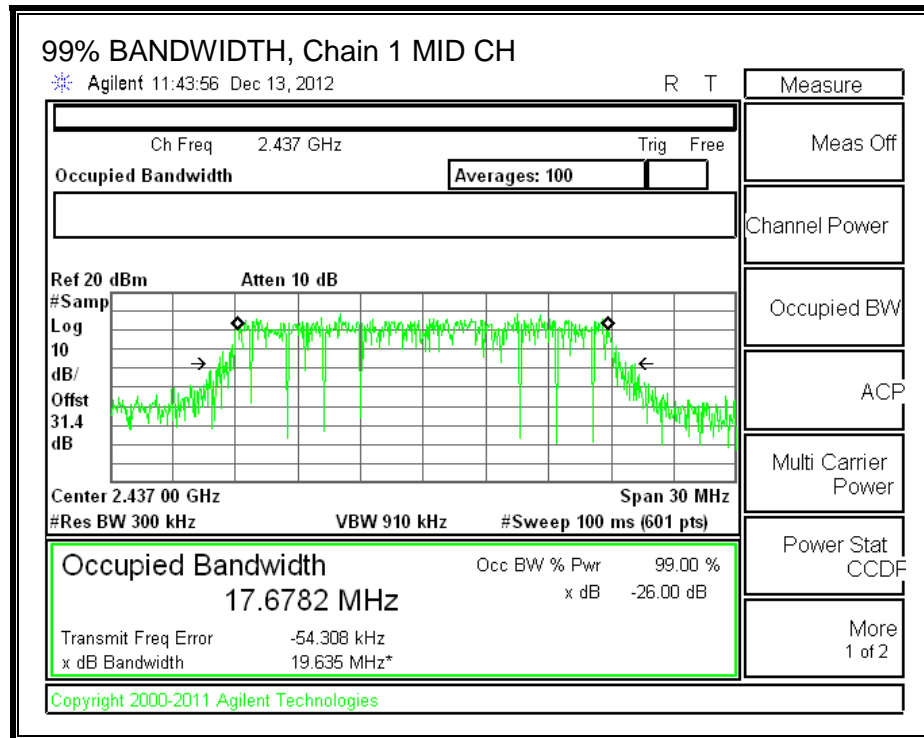 99% BANDWIDTH, Chain 1 MID CH
Agilent 11:43:56 Dec 13, 2012 R T
Measure
Ch Freq 2.437 GHz Trig Free
Meas Off
Occupied Bandwidth Averages: 100
Channel Power
Ref 20 dBm Atten 10 dB
#Samp
Log
10
dB/
Offst
31.4
dB
Occupied BW
ACP
Center 2.437 00 GHz Span 30 MHz
#Res BW 300 kHz VBW 910 kHz #Sweep 100 ms (601 pts)
Multi Carrier
Power
Occupied Bandwidth Occ BW % Pwr 99.00 %
17.6782 MHz x dB -26.00 dB
Power Stat
CCDF
Transmit Freq Error -54.308 kHz
x dB Bandwidth 19.635 MHz*
More
1 of 2
Copyright 2000-2011 Agilent Technologies